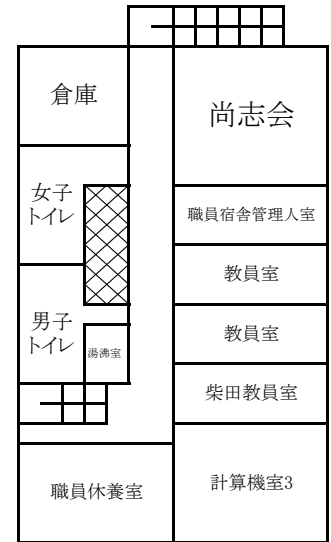 倉庫
尚志会
女子
トイレ
職員宿舎管理人室
教員室
男子
トイレ
湯沸室
教員室
柴田教員室
職員休養室
計算機室3